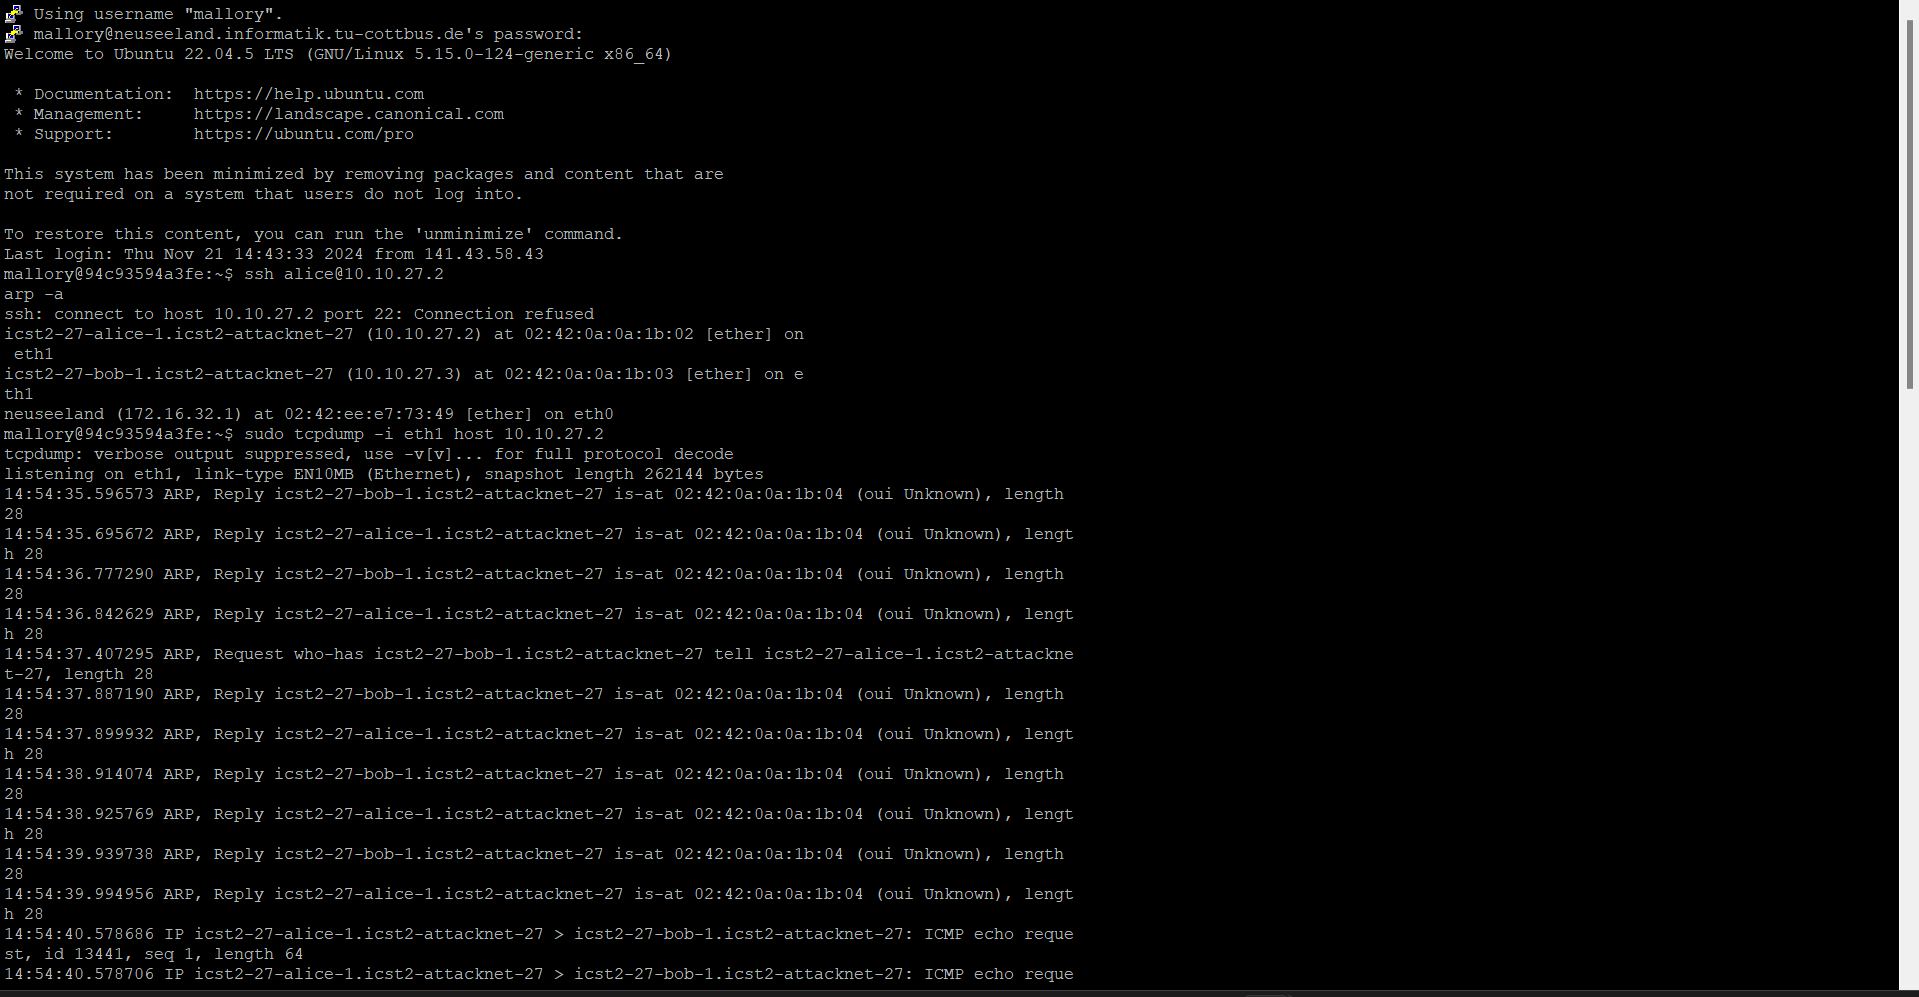 Using username "mallory".
mallory@neuseeland.informatik.tu-cottbus.de's password:
Welcome to Ubuntu 22.04.5 LTS (GNU/Linux 5.15.0-124-generic x86_64)
* Documentation:  https://help.ubuntu.com
* Management:     https://landscape.canonical.com
* Support:        https://ubuntu.com/pro
This system has been minimized by removing packages and content that are
not required on a system that users do not log into.
To restore this content, you can run the 'unminimize' command.
Last login: Thu Nov 21 14:43:33 2024 from 141.43.58.43
mallory@94c93594a3fe:~$ ssh alice@10.10.27.2
arp -a
ssh: connect to host 10.10.27.2 port 22: Connection refused
icst2-27-alice-1.icst2-attacknet-27 (10.10.27.2) at 02:42:0a:0a:1b:02 [ether] on
eth1
icst2-27-bob-1.icst2-attacknet-27 (10.10.27.3) at 02:42:0a:0a:1b:03 [ether] on e
th1
neuseeland (172.16.32.1) at 02:42:ee:e7:73:49 [ether] on eth0
mallory@94c93594a3fe:~$ sudo tcpdump -i eth1 host 10.10.27.2
tcpdump: verbose output suppressed, use -v[v]... for full protocol decode
listening on eth1, link-type EN10MB (Ethernet), snapshot length 262144 bytes
14:54:35.596573 ARP, Reply icst2-27-bob-1.icst2-attacknet-27 is-at 02:42:0a:0a:1b:04 (oui Unknown), length
28
14:54:35.695672 ARP, Reply icst2-27-alice-1.icst2-attacknet-27 is-at 02:42:0a:0a:1b:04 (oui Unknown), lengt
h 28
14:54:36.777290 ARP, Reply icst2-27-bob-1.icst2-attacknet-27 is-at 02:42:0a:0a:1b:04 (oui Unknown), length
28
14:54:36.842629 ARP, Reply icst2-27-alice-1.icst2-attacknet-27 is-at 02:42:0a:0a:1b:04 (oui Unknown), lengt
h 28
14:54:37.407295 ARP, Request who-has icst2-27-bob-1.icst2-attacknet-27 tell icst2-27-alice-1.icst2-attackne
t-27, length 28
14:54:37.887190 ARP, Reply icst2-27-bob-1.icst2-attacknet-27 is-at 02:42:0a:0a:1b:04 (oui Unknown), length
28
14:54:37.899932 ARP, Reply icst2-27-alice-1.icst2-attacknet-27 is-at 02:42:0a:0a:1b:04 (oui Unknown), lengt
h 28
14:54:38.914074 ARP, Reply icst2-27-bob-1.icst2-attacknet-27 is-at 02:42:0a:0a:1b:04 (oui Unknown), length
28
14:54:38.925769 ARP, Reply icst2-27-alice-1.icst2-attacknet-27 is-at 02:42:0a:0a:1b:04 (oui Unknown), lengt
h 28
14:54:39.939738 ARP, Reply icst2-27-bob-1.icst2-attacknet-27 is-at 02:42:0a:0a:1b:04 (oui Unknown), length
28
14:54:39.994956 ARP, Reply icst2-27-alice-1.icst2-attacknet-27 is-at 02:42:0a:0a:1b:04 (oui Unknown), lengt
h 28
14:54:40.578686 IP icst2-27-alice-1.icst2-attacknet-27 > icst2-27-bob-1.icst2-attacknet-27: ICMP echo reque
st, id 13441, seq 1, length 64
14:54:40.578706 IP icst2-27-alice-1.icst2-attacknet-27 > icst2-27-bob-1.icst2-attacknet-27: ICMP echo reque